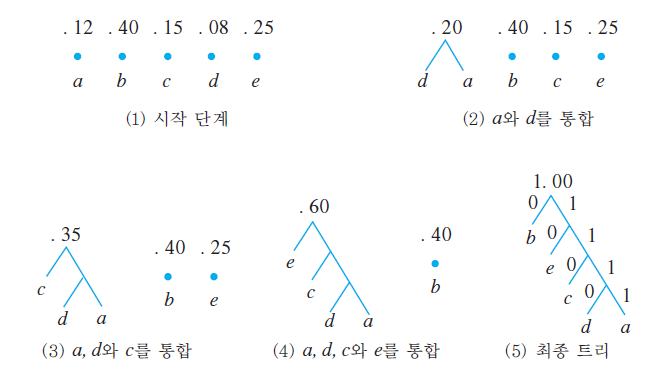 .12 .40 .15 .08 .25
a b c d e
(1) 시작 단계
.20 .40 .15 .25
d a b c e
(2) a와 d를 통합
.35
.40 .25
c
b e
d a
(3) a, d와 c를 통합
.60
.40
e
b
c
d a
(4) a, d, c와 e를 통합
1.00
0 1
b 0 1
e 0 1
c 0 1
d a
(5) 최종 트리